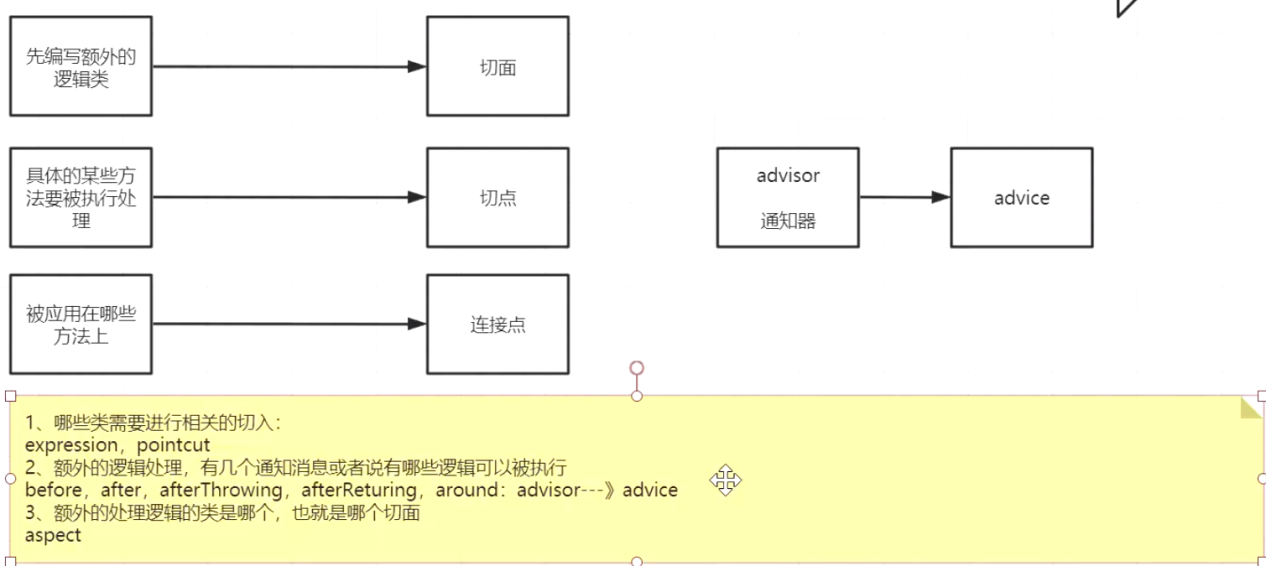 先编写额外的
逻辑类
切面
具体的某些方
法要被执行处
理
切点
advisor
通知器
advice
被应用在哪些
方法上
连接点
1、哪些类需要进行相关的切入：
expression，pointcut
2、额外的逻辑处理，有几个通知消息或者说有哪些逻辑可以被执行
before，after，afterThrowing，afterReturing，around：advisor---》advice
3、额外的处理逻辑的类是哪个，也就是哪个切面
aspect